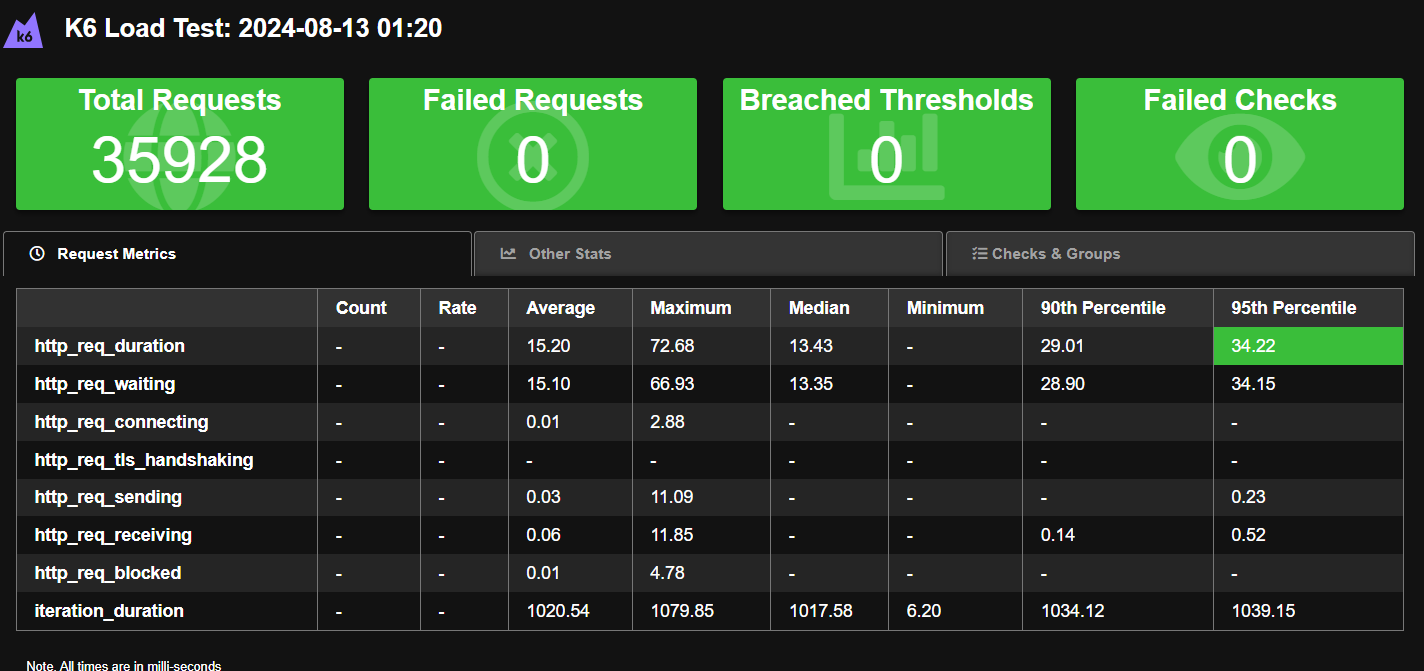 k6 K6 Load Test: 2024-08-13 01:20
Total Requests Failed Requests Breached Thresholds Failed Checks
35928 0 0 0
Request Metrics Other Stats Checks & Groups
Count Rate Average Maximum Median Minimum 90th Percentile 95th Percentile
http_req_duration - - 15.20 72.68 13.43 - 29.01 34.22
http_req_waiting - - 15.10 66.93 13.35 - 28.90 34.15
http_req_connecting - - 0.01 2.88 - - - -
http_req_tls_handshaking - - - - - - - -
http_req_sending - - 0.03 11.09 - - - 0.23
http_req_receiving - - 0.06 11.85 - - 0.14 0.52
http_req_blocked - - 0.01 4.78 - - - -
iteration_duration - - 1020.54 1079.85 1017.58 6.20 1034.12 1039.15
Note. All times are in milli-seconds